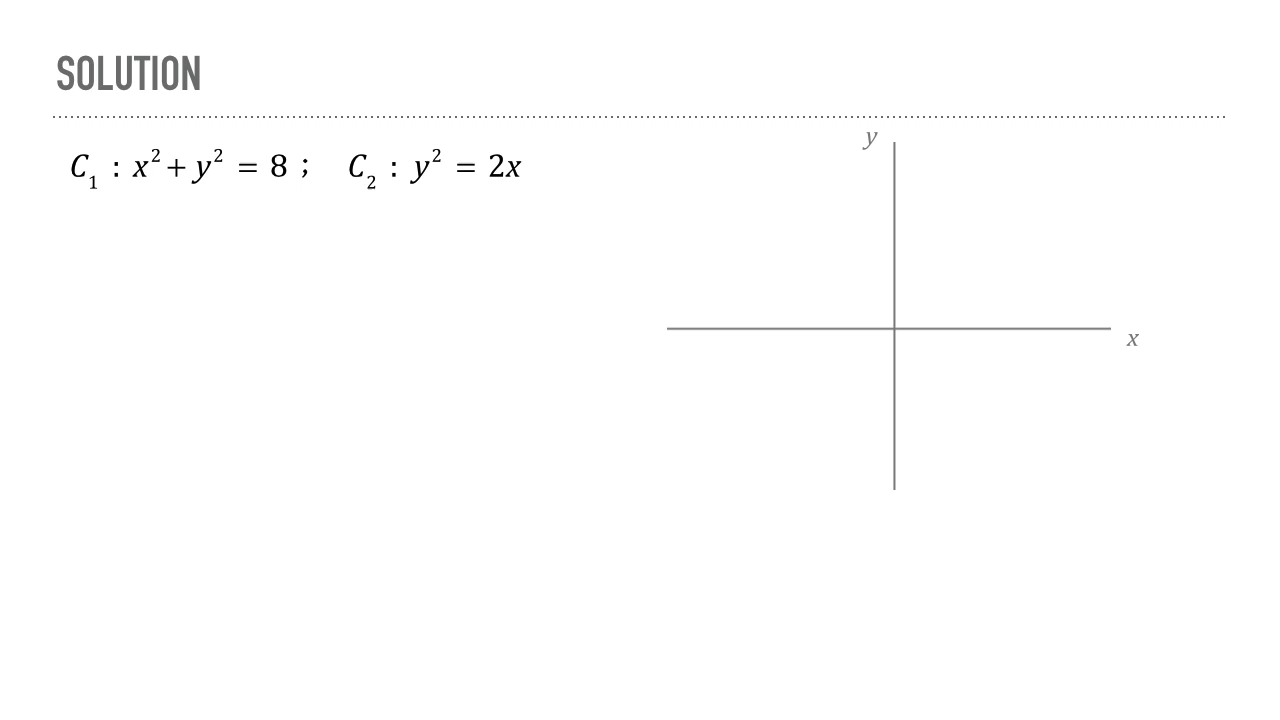 SOLUTION
C₁ : x² + y² = 8 ; C₂ : y² = 2x
y
x